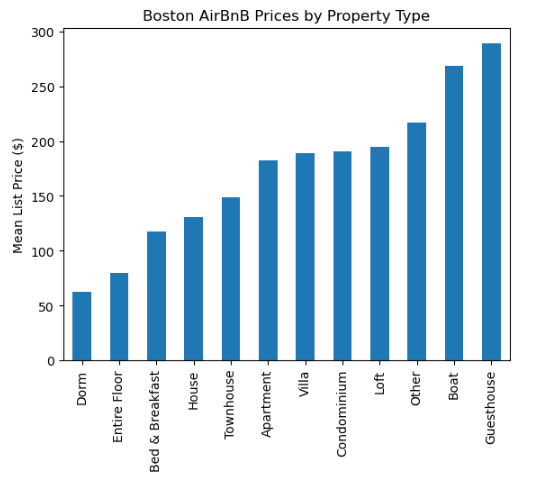 Boston AirBnB Prices by Property Type
Mean List Price ($)
300
250
200
150
100
50
0
Dorm
Entire Floor
Bed & Breakfast
House
Townhouse
Apartment
Villa
Condominium
Loft
Other
Boat
Guesthouse